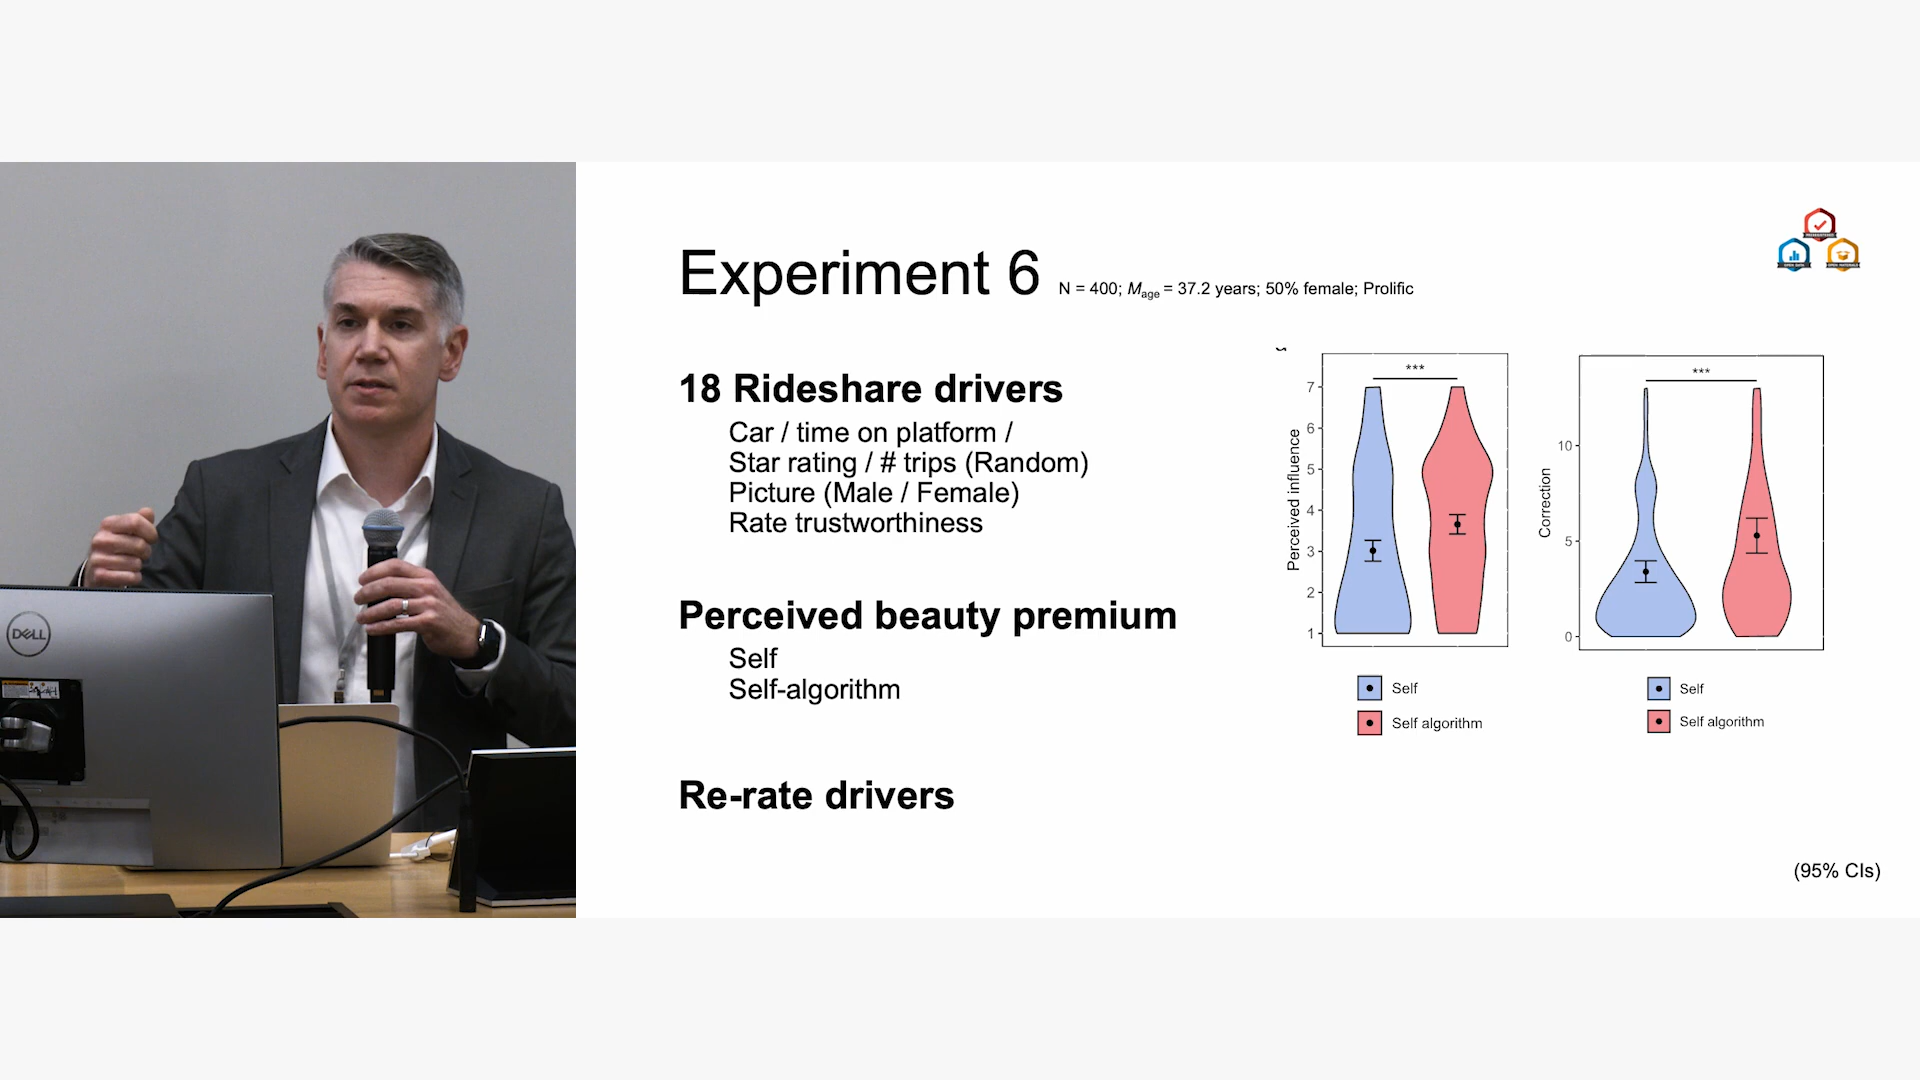 Experiment 6 N = 400; Mage = 37.2 years; 50% female; Prolific
18 Rideshare drivers
Car / time on platform /
Star rating / # trips (Random)
Picture (Male / Female)
Rate trustworthiness
Perceived beauty premium
Self
Self-algorithm
Re-rate drivers
***
7
6
5
4
3
2
1
Perceived influence
Self
Self algorithm
***
10
5
0
Correction
Self
Self algorithm
(95% CIs)
DELL